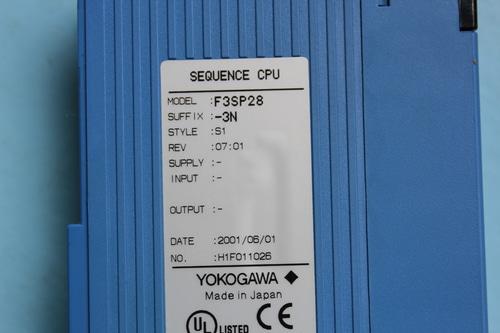 SEQUENCE CPU
MODEL :F3SP28
SUFFIX :-3N
STYLE :S1
REV :07:01
SUPPLY :-
INPUT :-
OUTPUT :-
DATE :2001/06/01
NO. :H1F011026
YOKOGAWA ◆
Made in Japan
UL LISTED CE